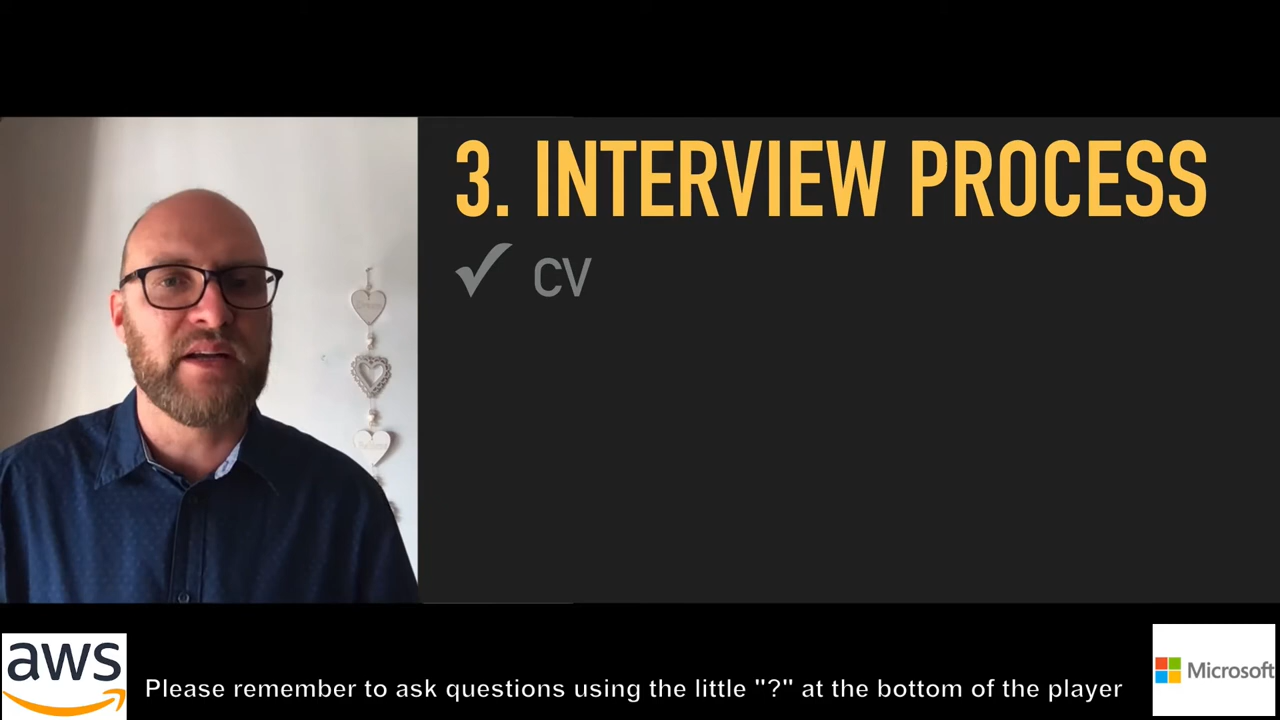 3. INTERVIEW PROCESS
✓ CV
aws
Please remember to ask questions using the little "?" at the bottom of the player
Microsoft